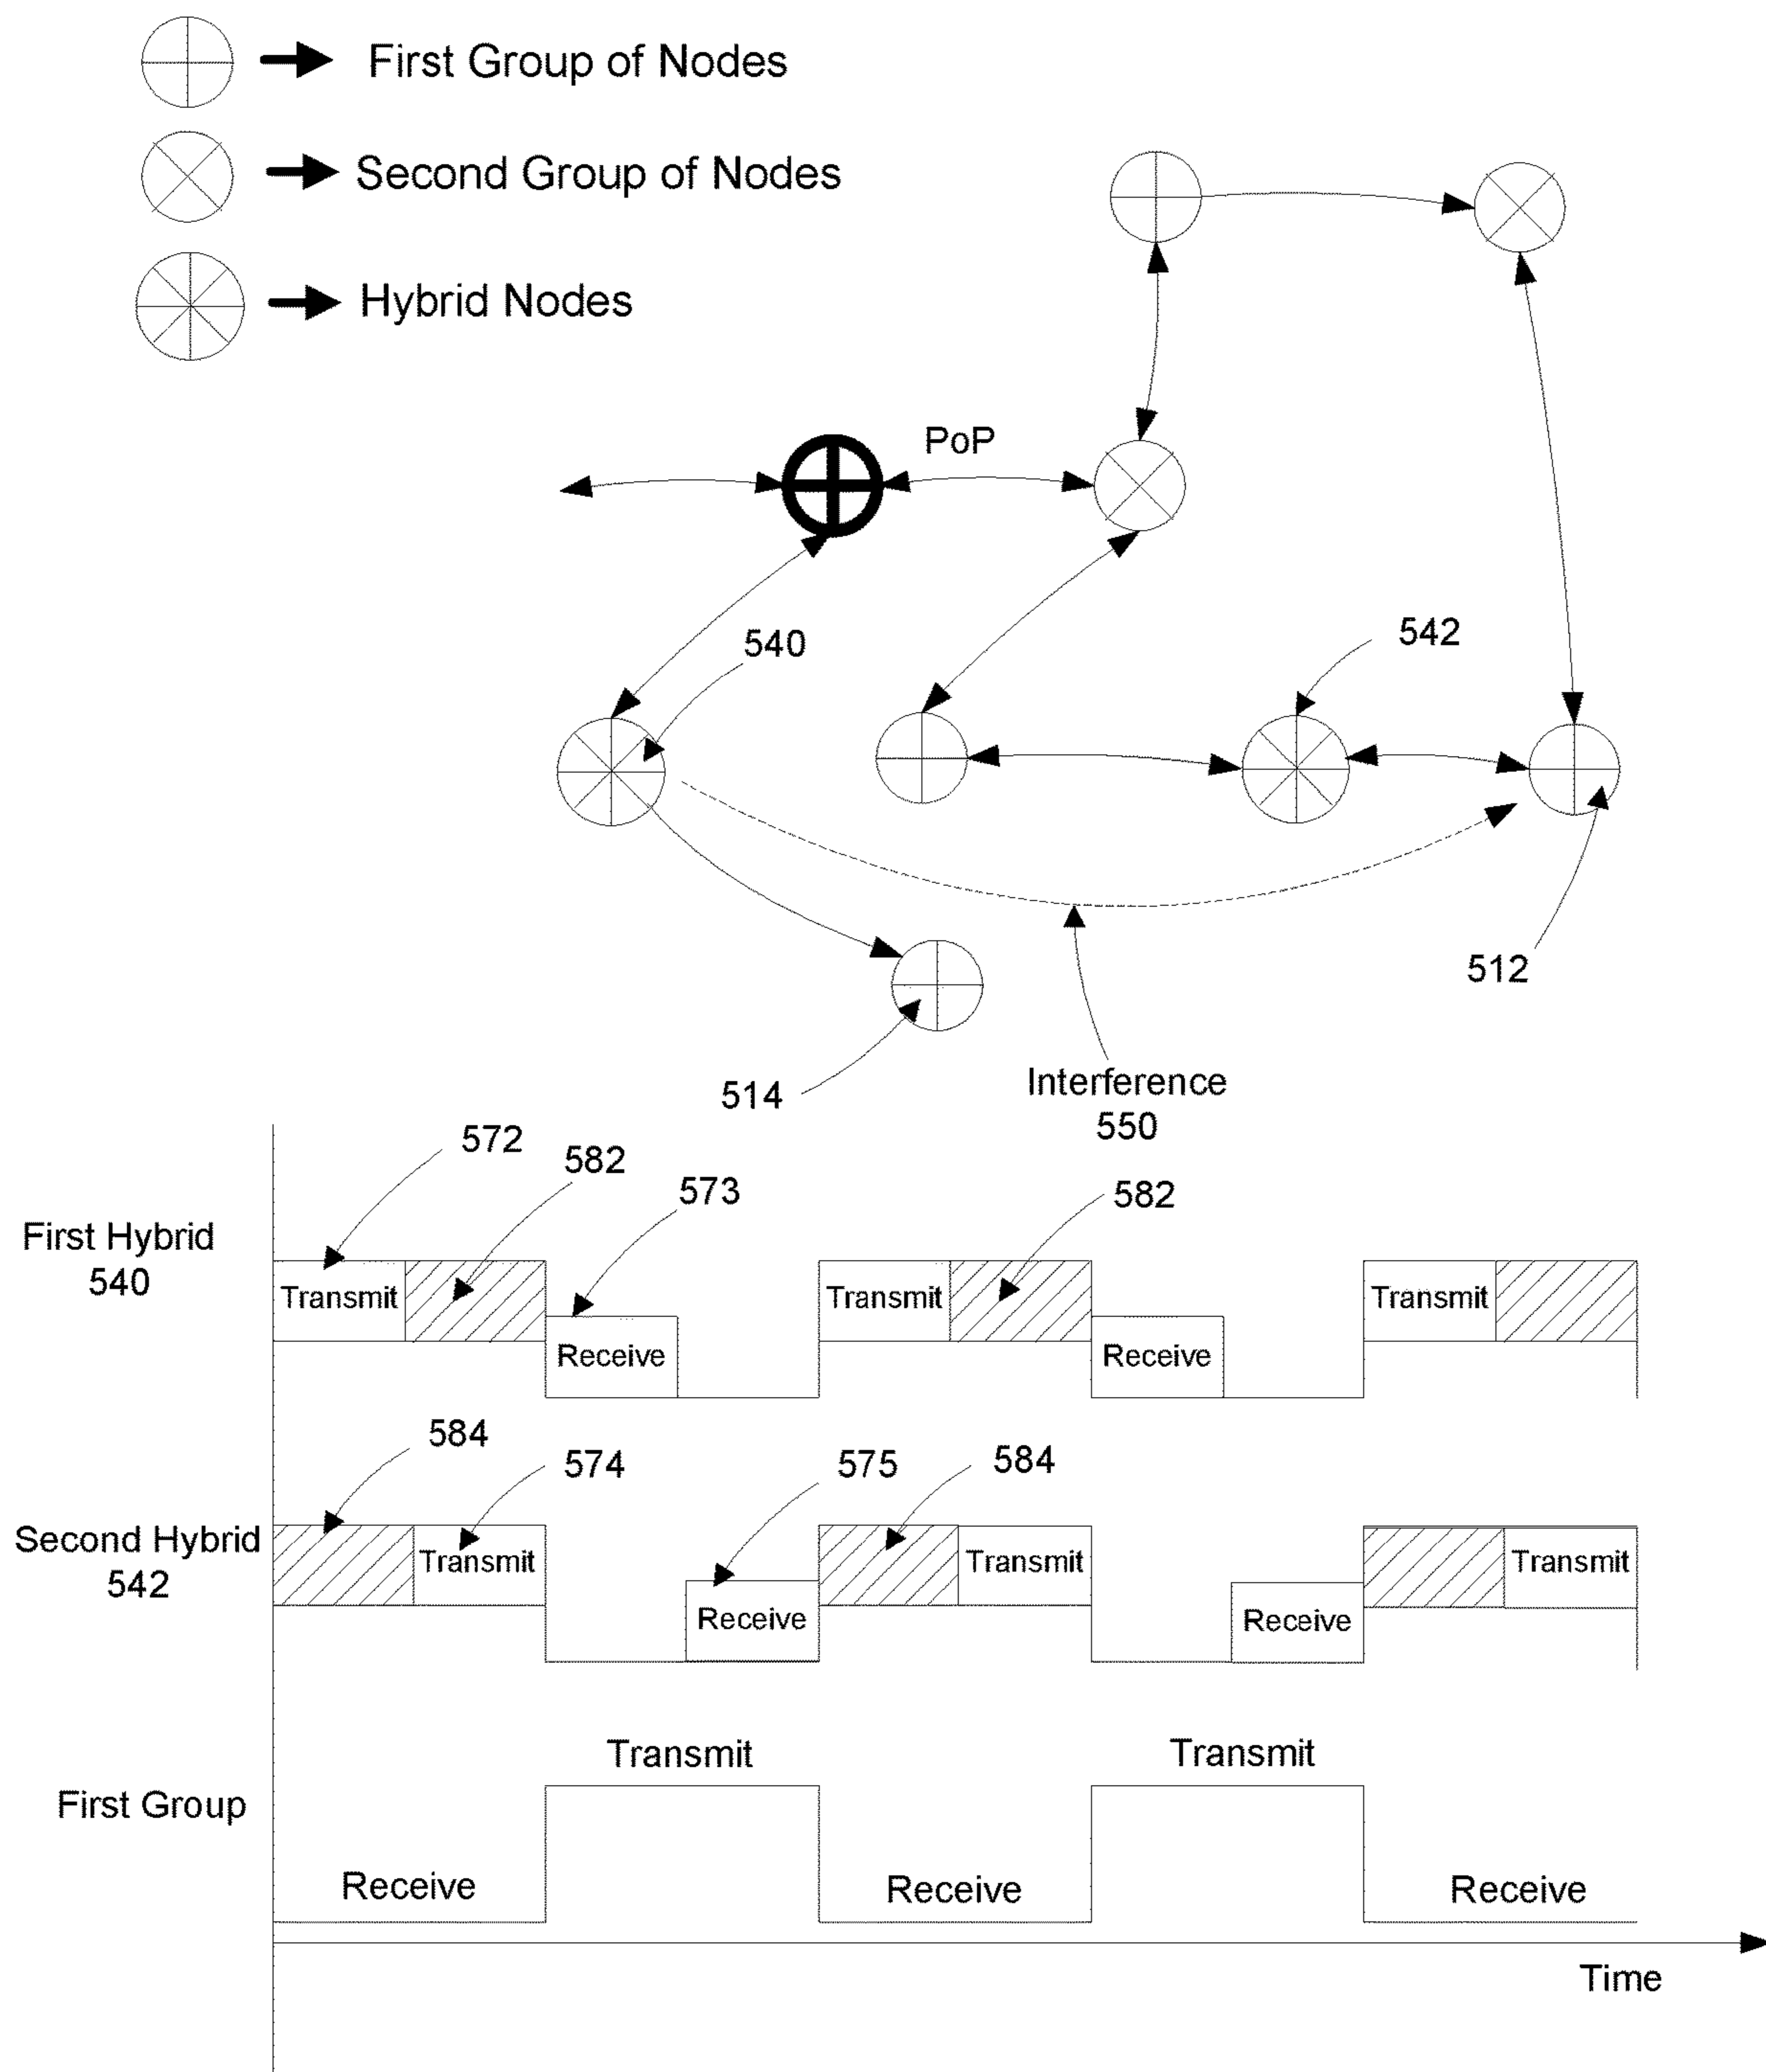 First Group of Nodes
Second Group of Nodes
Hybrid Nodes
PoP
540
542
512
514
Interference
550
572
582
573
582
First Hybrid
540
Transmit
Transmit
Transmit
Receive
Receive
584
574
575
584
Second Hybrid
542
Transmit
Transmit
Transmit
Receive
Receive
Transmit
Transmit
First Group
Receive
Receive
Receive
Time